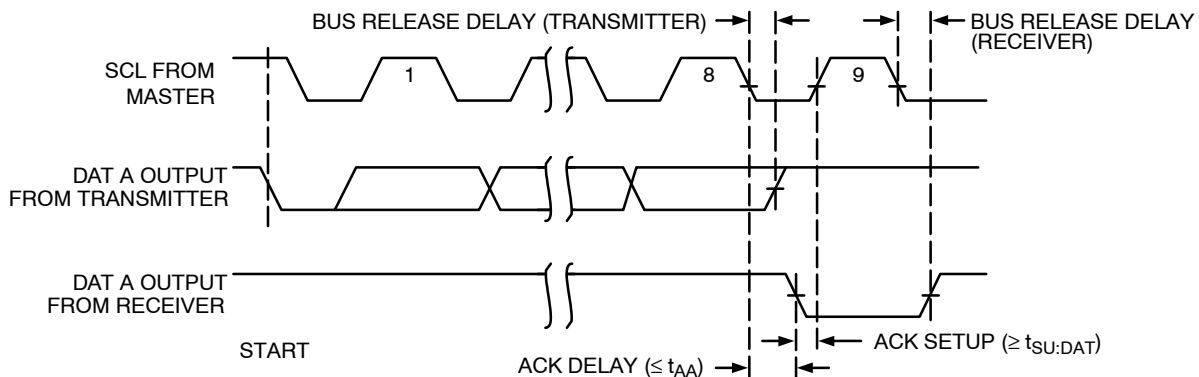 BUS RELEASE DELAY (TRANSMITTER)
BUS RELEASE DELAY
(RECEIVER)
SCL FROM
MASTER
1
8
9
DAT A OUTPUT
FROM TRANSMITTER
DAT A OUTPUT
FROM RECEIVER
START
ACK SETUP (≥ tSU:DAT)
ACK DELAY (≤ tAA)